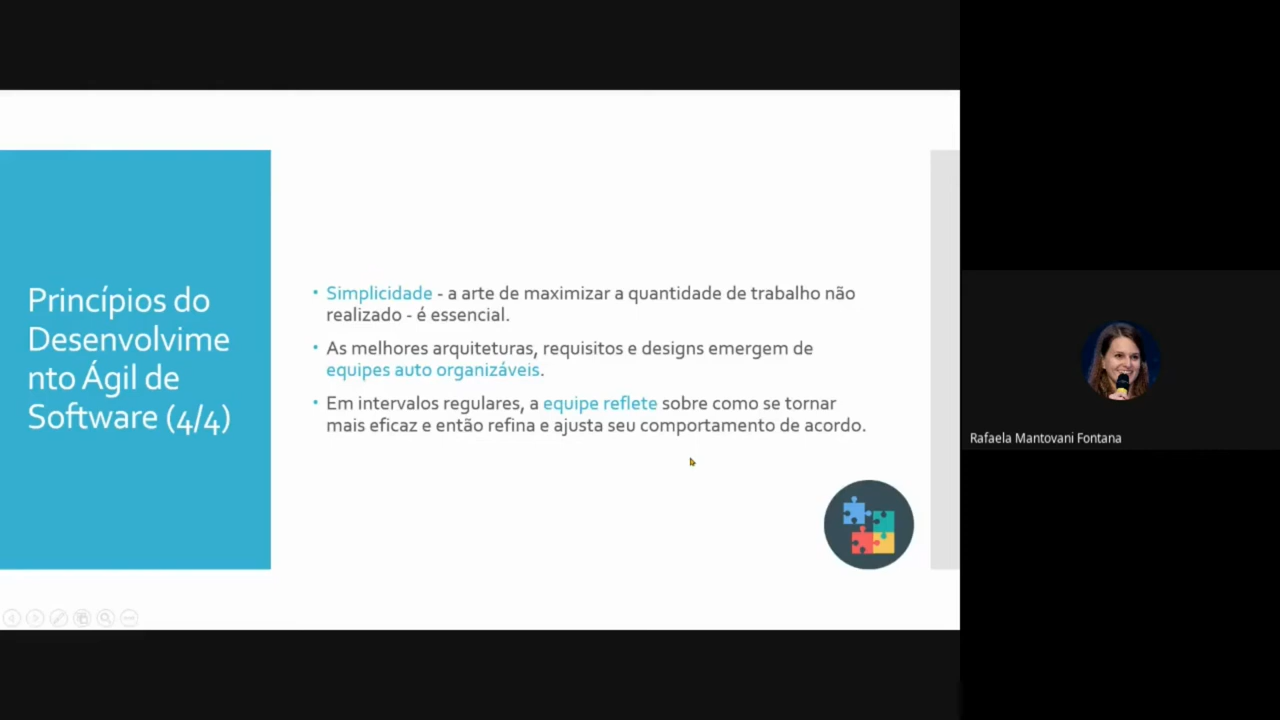 Princípios do
Desenvolvime
nto Ágil de
Software (4/4)
• Simplicidade - a arte de maximizar a quantidade de trabalho não
realizado - é essencial.
• As melhores arquiteturas, requisitos e designs emergem de
equipes auto organizáveis.
• Em intervalos regulares, a equipe reflete sobre como se tornar
mais eficaz e então refina e ajusta seu comportamento de acordo.
Rafaela Mantovani Fontana